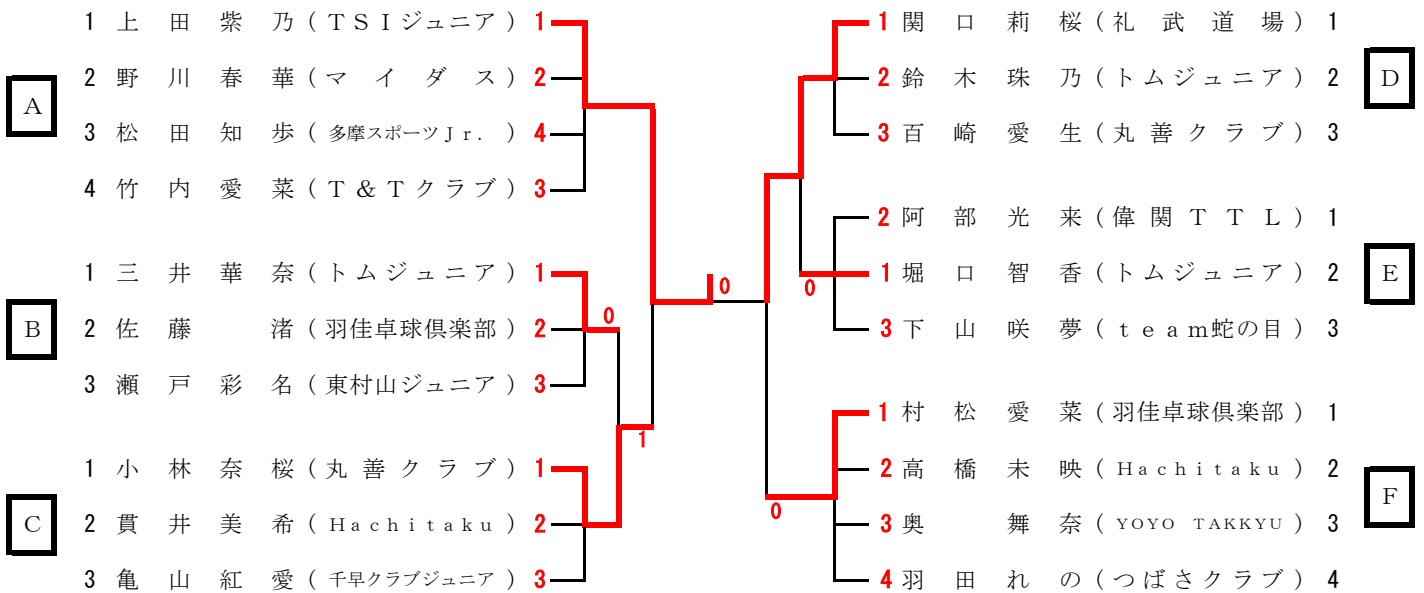 1 上田紫乃(TSIジュニア) 1
2 野川春華(マイダス) 2
A
3 松田知歩(多摩スポーツJr.) 4
4 竹内愛菜(T&Tクラブ) 3
1 三井華奈(トムジュニア) 1
0
B
2 佐藤渚(羽佳卓球倶楽部) 2
3 瀬戸彩名(東村山ジュニア) 3
1
1 小林奈桜(丸善クラブ) 1
C
2 貫井美希(Hachitaku) 2
3 亀山紅愛(千早クラブジュニア) 3
0
1 関口莉桜(礼武道場) 1
2 鈴木珠乃(トムジュニア) 2
D
3 百崎愛生(丸善クラブ) 3
2 阿部光来(偉関TTL) 1
1 堀口智香(トムジュニア) 2
E
0
3 下山咲夢(team蛇の目) 3
1 村松愛菜(羽佳卓球倶楽部) 1
2 高橋未映(Hachitaku) 2
F
0
3 奥舞奈(YOYO TAKKYU) 3
4 羽田れの(つばさクラブ) 4